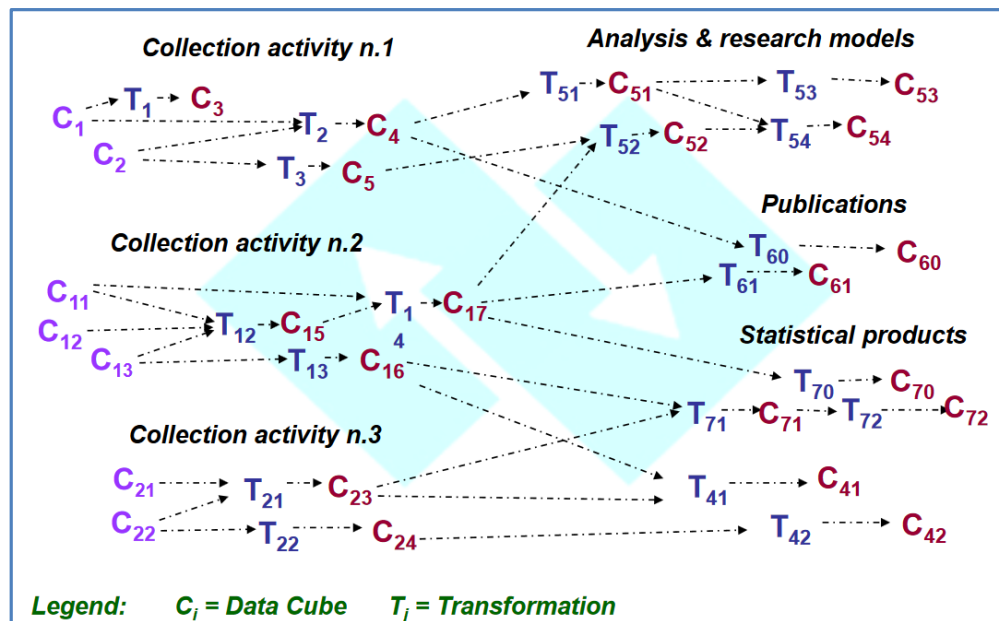 Collection activity n.1
Analysis & research models
C1 T1 C3
T2 C4
C2
T3 C5
T51 C51 T53 C53
T52 C52 T54 C54
Publications
T60 C60
T61 C61
Collection activity n.2
C11
C12
C13
T12 C15 T14 C17
T13 C16
Statistical products
T70 C70
T71 C71 T72 C72
Collection activity n.3
C21 T21 C23
C22 T22 C24
T41 C41
T42 C42
Legend: Ci = Data Cube Tj = Transformation